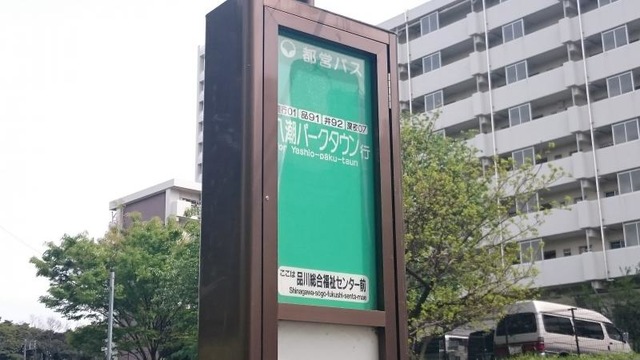 都営バス
品91 井92
八潮パークタウン行
for Yashio-paku-taun
ここは 品川総合福祉センター前
Shinagawa-sogo-fukushi-senta-mae